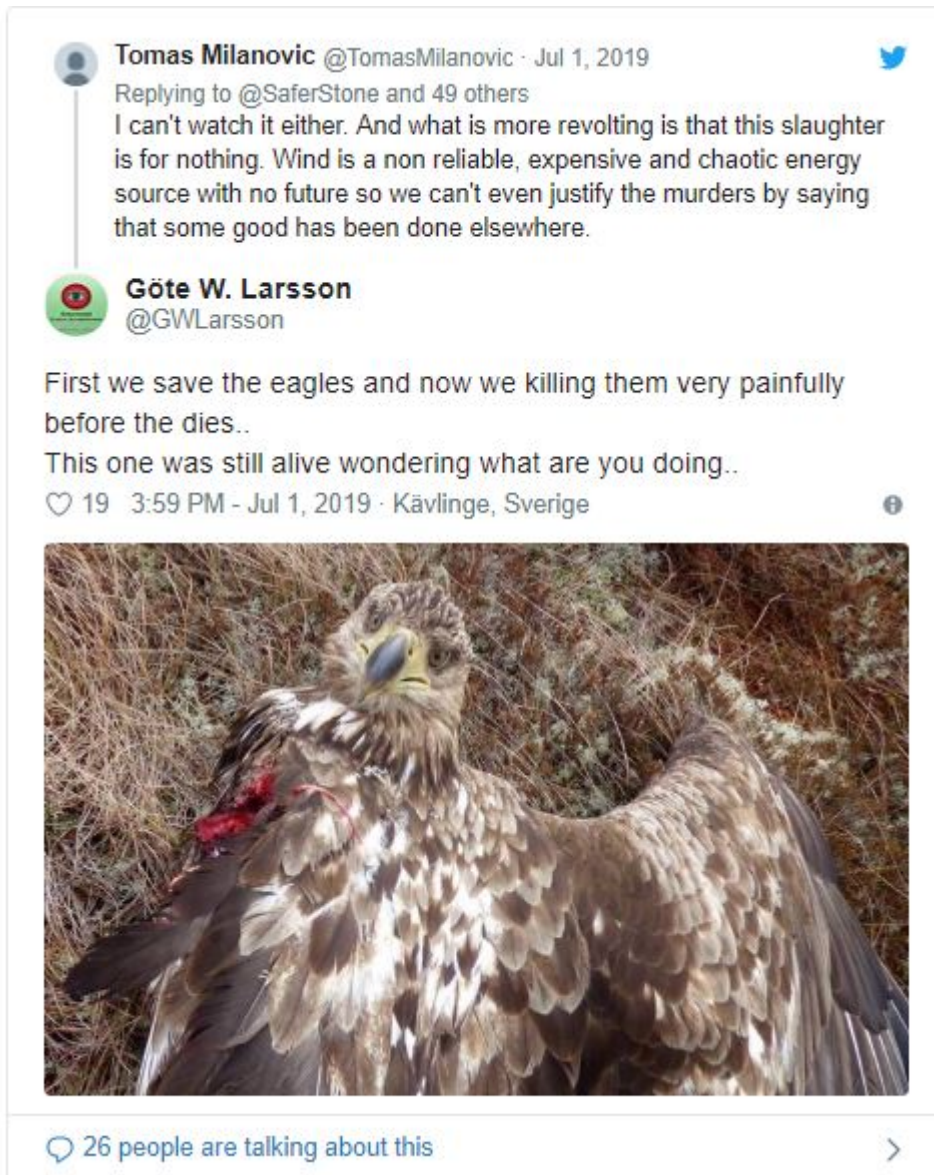 Tomas Milanovic @TomasMilanovic · Jul 1, 2019
Replying to @SaferStone and 49 others
I can't watch it either. And what is more revolting is that this slaughter
is for nothing. Wind is a non reliable, expensive and chaotic energy
source with no future so we can't even justify the murders by saying
that some good has been done elsewhere.
Göte W. Larsson
@GWLarsson
First we save the eagles and now we killing them very painfully
before the dies..
This one was still alive wondering what are you doing..
19 3:59 PM - Jul 1, 2019 · Kävlinge, Sverige
26 people are talking about this